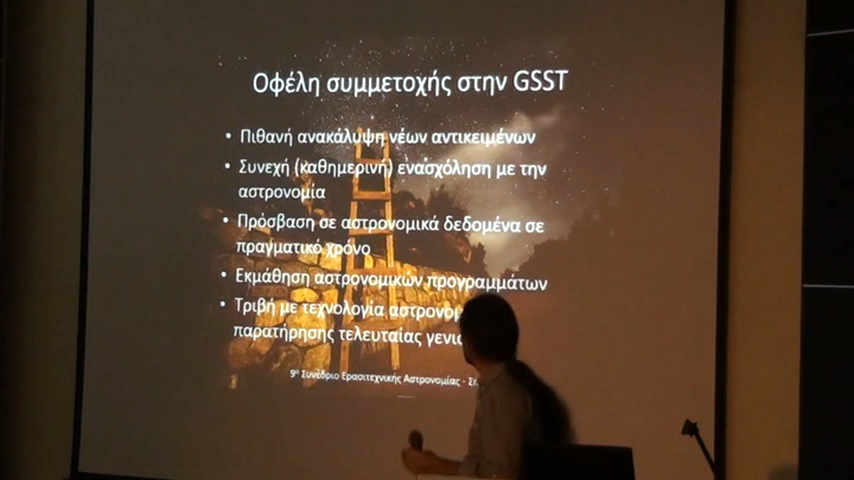 Οφέλη συμμετοχής στην GSST
• Πιθανή ανακάλυψη νέων αντικειμένων
• Συνεχή (καθημερινή) ενασχόληση με την
αστρονομία
• Πρόσβαση σε αστρονομικά δεδομένα σε
πραγματικό χρόνο
• Εκμάθηση αστρονομικών προγραμμάτων
• Τριβή με τεχνολογία
παρατήρησης τελευταίας
9º Συνέδριο Ερασιτεχνικής Αστρονομίας -